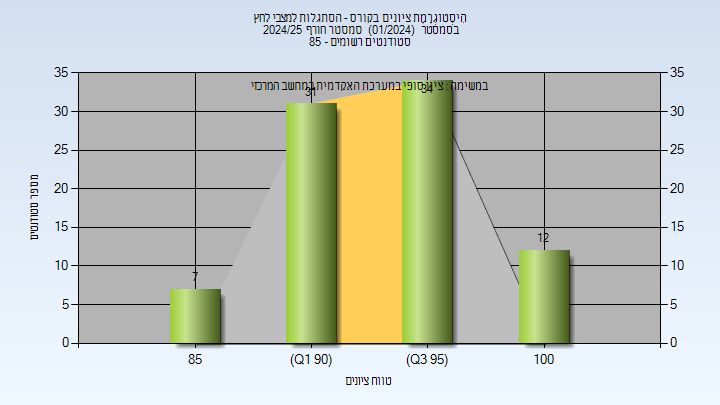 היסטוגרמת ציונים בקורס - הסתגלות למצבי לחץ
בסמסטר (01/2024) סמסטר חורף 2024/25
סטודנטים רשומים - 85
במשימה: ציון סופי במערכת האקדמית במחשב המרכזי
35 35
30 30
25 25
20 20
15 15
10 10
5 5
0 0
מספר סטודנטים
7 31 34 12
85 (Q1 90) (Q3 95) 100
טווח ציונים